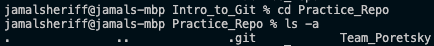 jamalsheriff@jamals-mbp Intro_to_Git % cd Practice_Repo
jamalsheriff@jamals-mbp Practice_Repo % ls -a
. .. .git Team_Poretsky